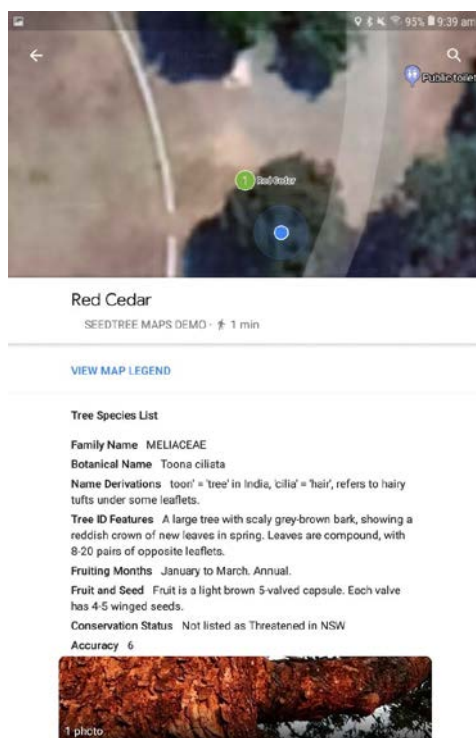 95% 9:39 am
Public toilet
1 Red Cedar
Red Cedar
SEEDTREE MAPS DEMO · 1 min
VIEW MAP LEGEND
Tree Species List
Family Name MELIACEAE
Botanical Name Toona ciliata
Name Derivations toon' = 'tree' in India, 'cilia' = 'hair', refers to hairy
tufts under some leaflets.
Tree ID Features A large tree with scaly grey-brown bark, showing a
reddish crown of new leaves in spring. Leaves are compound, with
8-20 pairs of opposite leaflets.
Fruiting Months January to March. Annual.
Fruit and Seed Fruit is a light brown 5-valved capsule. Each valve
has 4-5 winged seeds.
Conservation Status Not listed as Threatened in NSW
Accuracy 6
1 photo